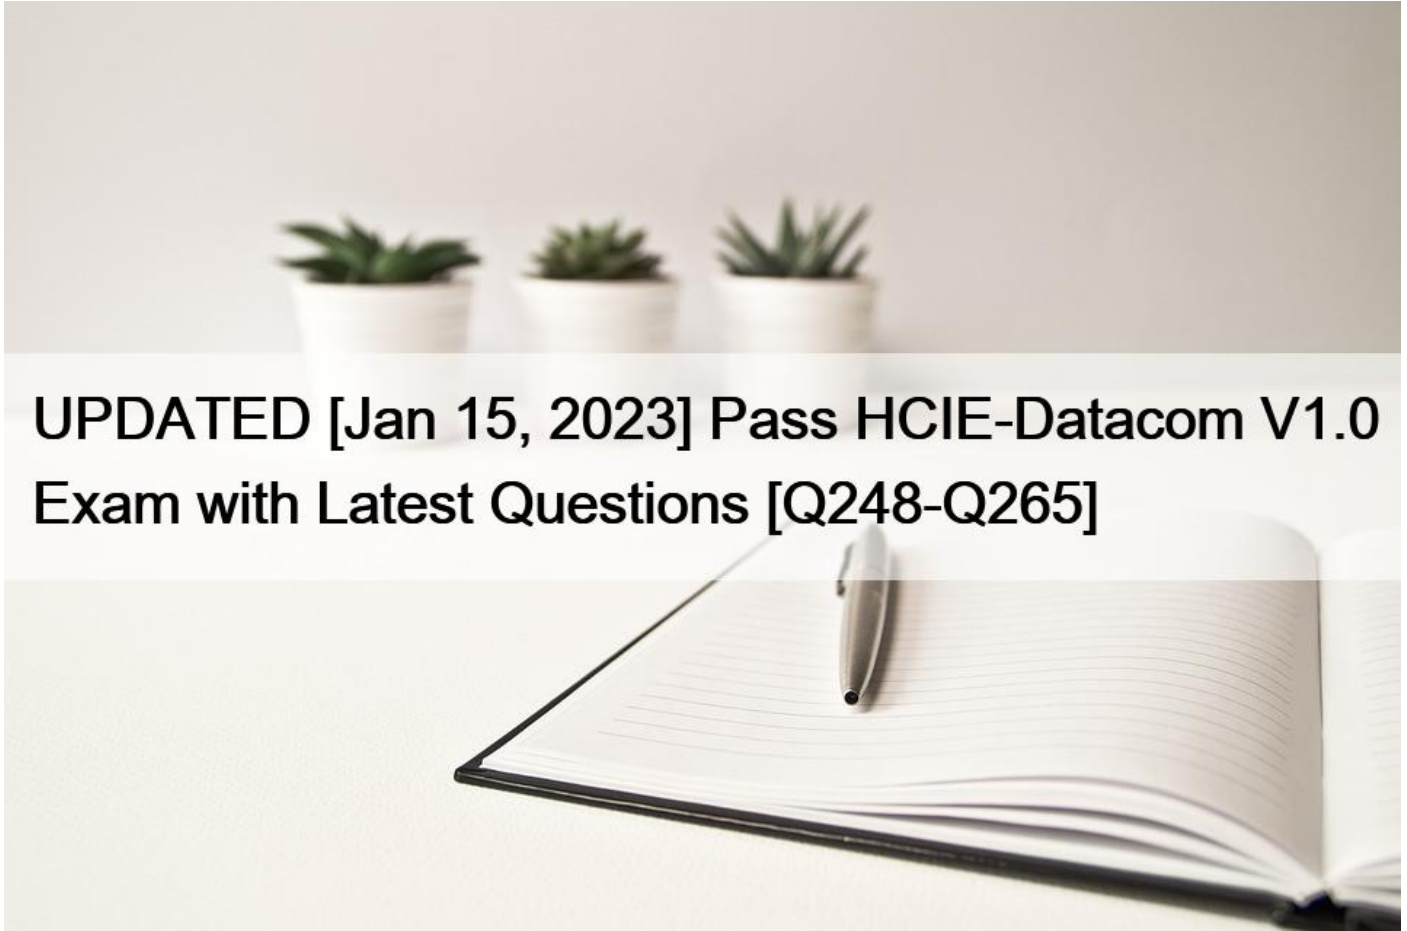 UPDATED [Jan 15, 2023] Pass HCIE-Datacom V1.0
Exam with Latest Questions [Q248-Q265]